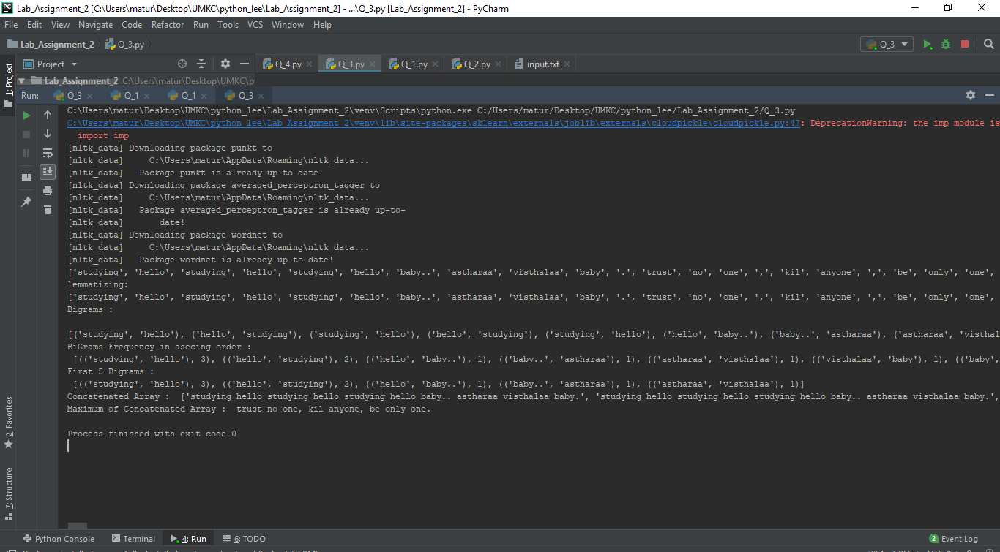 Lab_Assignment_2 [C:\Users\matur\Desktop\UMKC\python_lee\Lab_Assignment_2] - ...\Q_3.py [Lab_Assignment_2] - PyCharm
File Edit View Navigate Code Refactor Run Tools VCS Window Help
Lab_Assignment_2 Q_3.py Q_3
Project Q_4.py Q_3.py Q_1.py Q_2.py input.txt
Lab_Assignment_2 C:\Users\matur\Desktop\UMKC\py
1: Project
Run: Q_3 Q_1 Q_1 Q_3
C:\Users\matur\Desktop\UMKC\python_lee\Lab_Assignment_2\venv\Scripts\python.exe C:/Users/matur/Desktop/UMKC/python_lee/Lab_Assignment_2/Q_3.py
C:\Users\matur\Desktop\UMKC\python_lee\Lab_Assignment_2\venv\lib\site-packages\sklearn\externals\joblib\externals\cloudpickle\cloudpickle.py:47: DeprecationWarning: the imp module is
import imp
[nltk_data] Downloading package punkt to
[nltk_data]     C:\Users\matur\AppData\Roaming\nltk_data...
[nltk_data]   Package punkt is already up-to-date!
[nltk_data] Downloading package averaged_perceptron_tagger to
[nltk_data]     C:\Users\matur\AppData\Roaming\nltk_data...
[nltk_data]   Package averaged_perceptron_tagger is already up-to-
[nltk_data]       date!
[nltk_data] Downloading package wordnet to
[nltk_data]     C:\Users\matur\AppData\Roaming\nltk_data...
[nltk_data]   Package wordnet is already up-to-date!
['studying', 'hello', 'studying', 'hello', 'studying', 'hello', 'baby..', 'astharaa', 'visthalaa', 'baby', '.', 'trust', 'no', 'one', ',', 'kil', 'anyone', ',', 'be', 'only', 'one',
lemmatizing:
['studying', 'hello', 'studying', 'hello', 'studying', 'hello', 'baby..', 'astharaa', 'visthalaa', 'baby', '.', 'trust', 'no', 'one', ',', 'kil', 'anyone', ',', 'be', 'only', 'one',
Bigrams :
[('studying', 'hello'), ('hello', 'studying'), ('studying', 'hello'), ('hello', 'studying'), ('studying', 'hello'), ('hello', 'baby..'), ('baby..', 'astharaa'), ('astharaa', 'visthal
BiGrams Frequency in asecing order :
[(('studying', 'hello'), 3), (('hello', 'studying'), 2), (('hello', 'baby..'), 1), (('baby..', 'astharaa'), 1), (('astharaa', 'visthalaa'), 1), (('visthalaa', 'baby'), 1), (('baby',
First 5 Bigrams :
[(('studying', 'hello'), 3), (('hello', 'studying'), 2), (('hello', 'baby..'), 1), (('baby..', 'astharaa'), 1), (('astharaa', 'visthalaa'), 1)]
Concatenated Array :  ['studying hello studying hello studying hello baby.. astharaa visthalaa baby.', 'studying hello studying hello studying hello baby.. astharaa visthalaa baby.',
Maximum of Concatenated Array :  trust no one, kil anyone, be only one.
Process finished with exit code 0
2: Favorites
7: Structure
Python Console Terminal 4: Run 6: TODO 2 Event Log